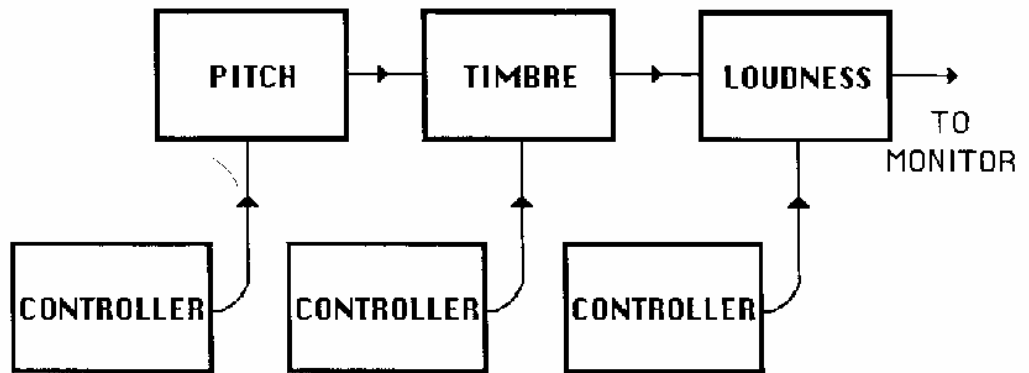 PITCH
TIMBRE
LOUDNESS
TO
MONITOR
CONTROLLER
CONTROLLER
CONTROLLER